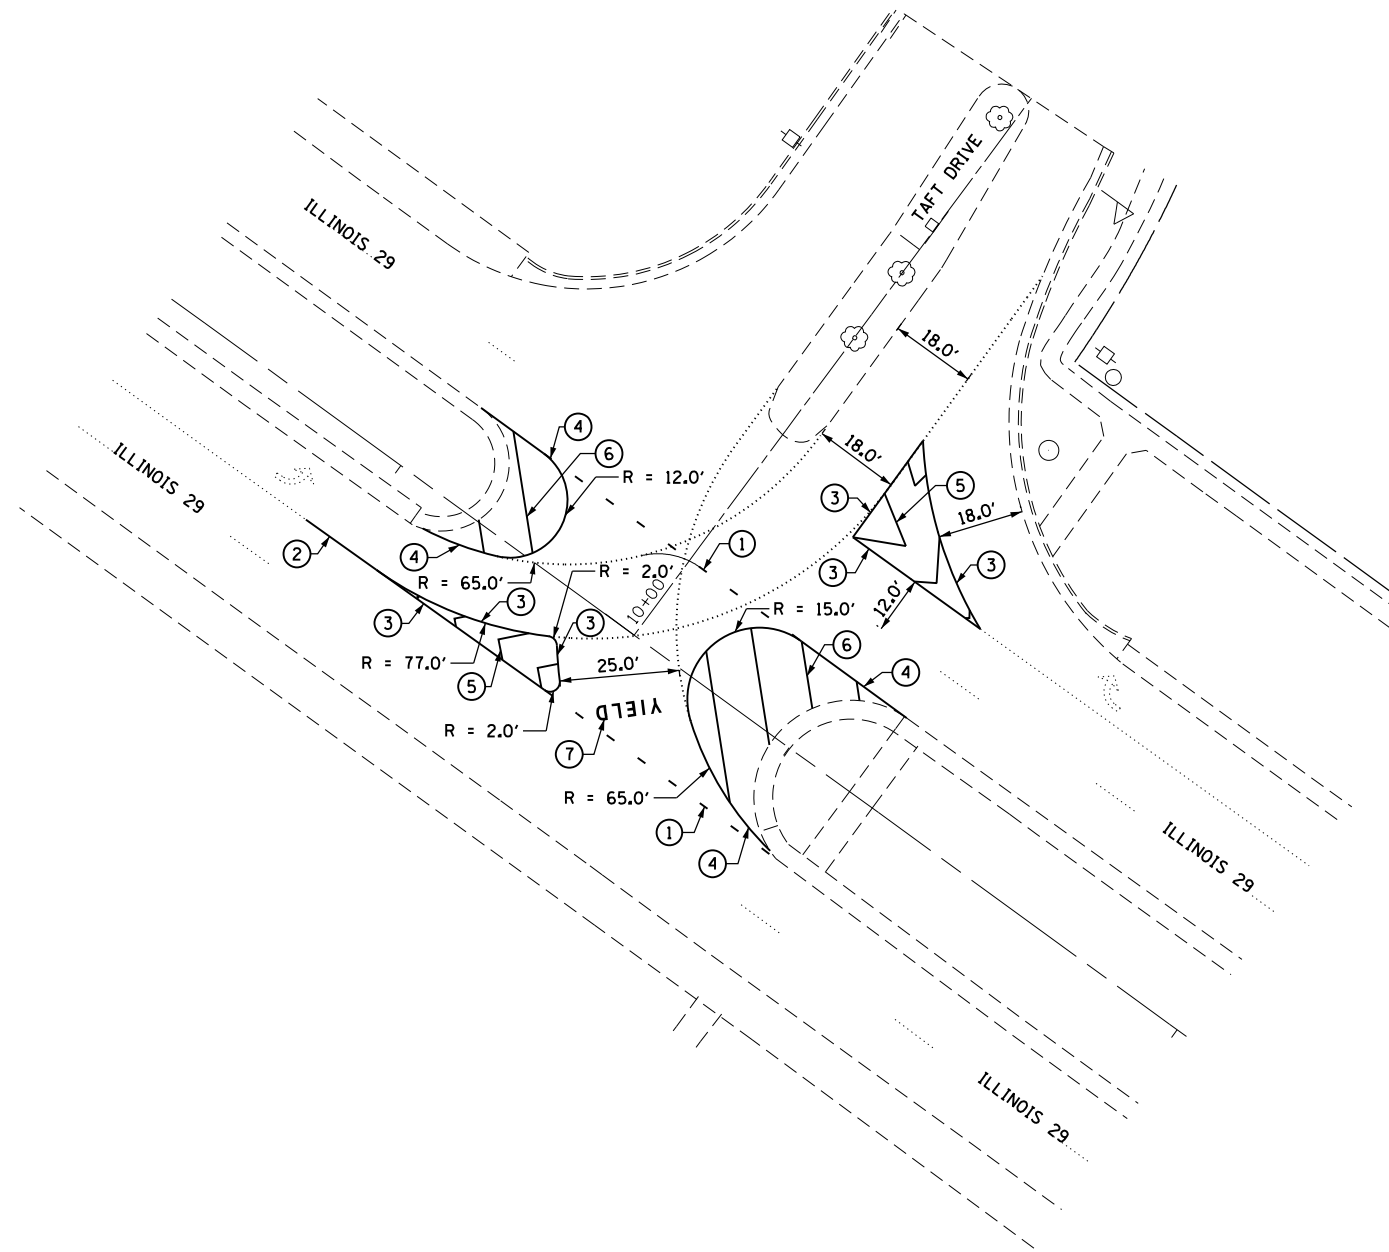 TAFT DRIVE
ILLINOIS 29
18.0'
4
ILLINOIS 29
6
18.0'
R = 12.0'
3
5
18.0'
2
4
1
3
3
R = 65.0'
R = 2.0'
10+00
12.0'
3
3
3
R = 15.0'
6
R = 77.0'
25.0'
4
5
YIELD
R = 2.0'
7
R = 65.0'
1
4
ILLINOIS 29
ILLINOIS 29